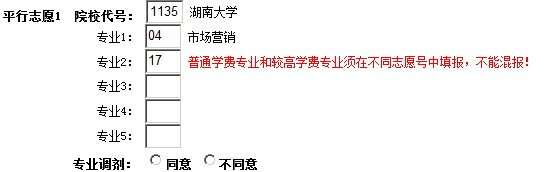 平行志愿1 院校代号： 1135 湖南大学
专业1： 04 市场营销
专业2： 17 普通学费专业和较高学费专业须在不同志愿号中填报，不能混报！
专业3：
专业4：
专业5：
专业调剂： 同意 不同意